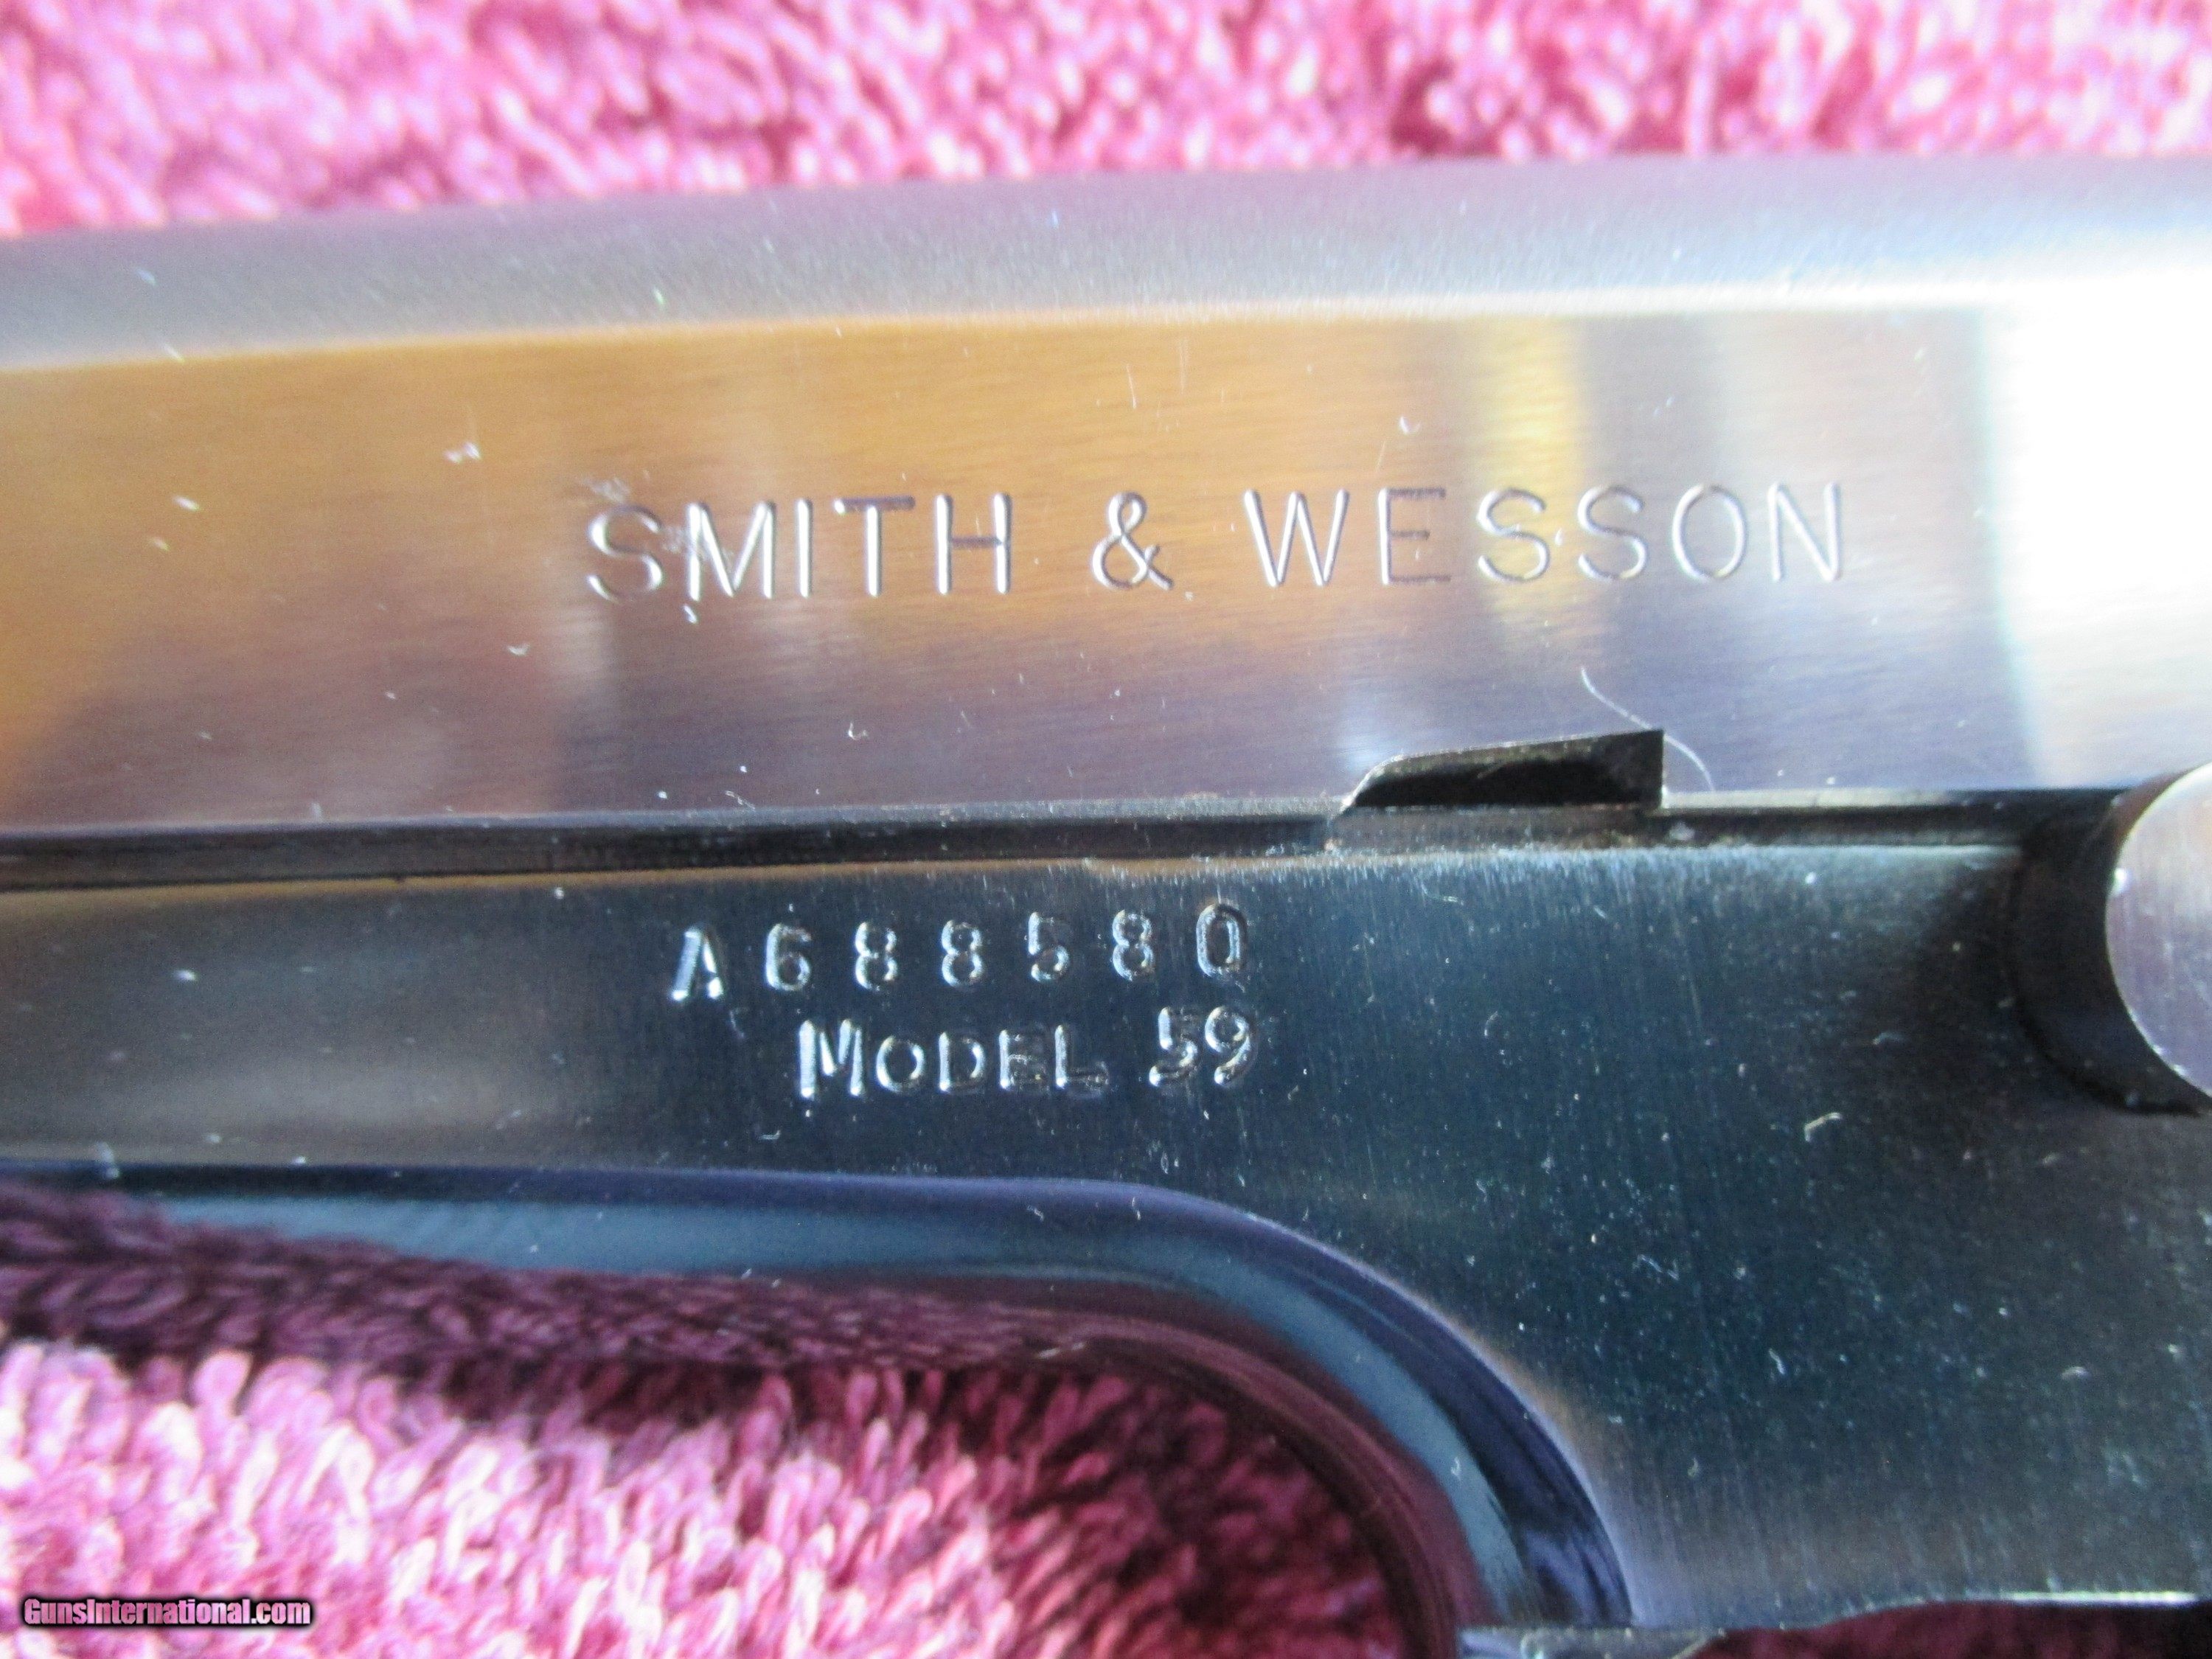 SMITH & WESSON
A688580
MODEL 59
GunsInternational.com